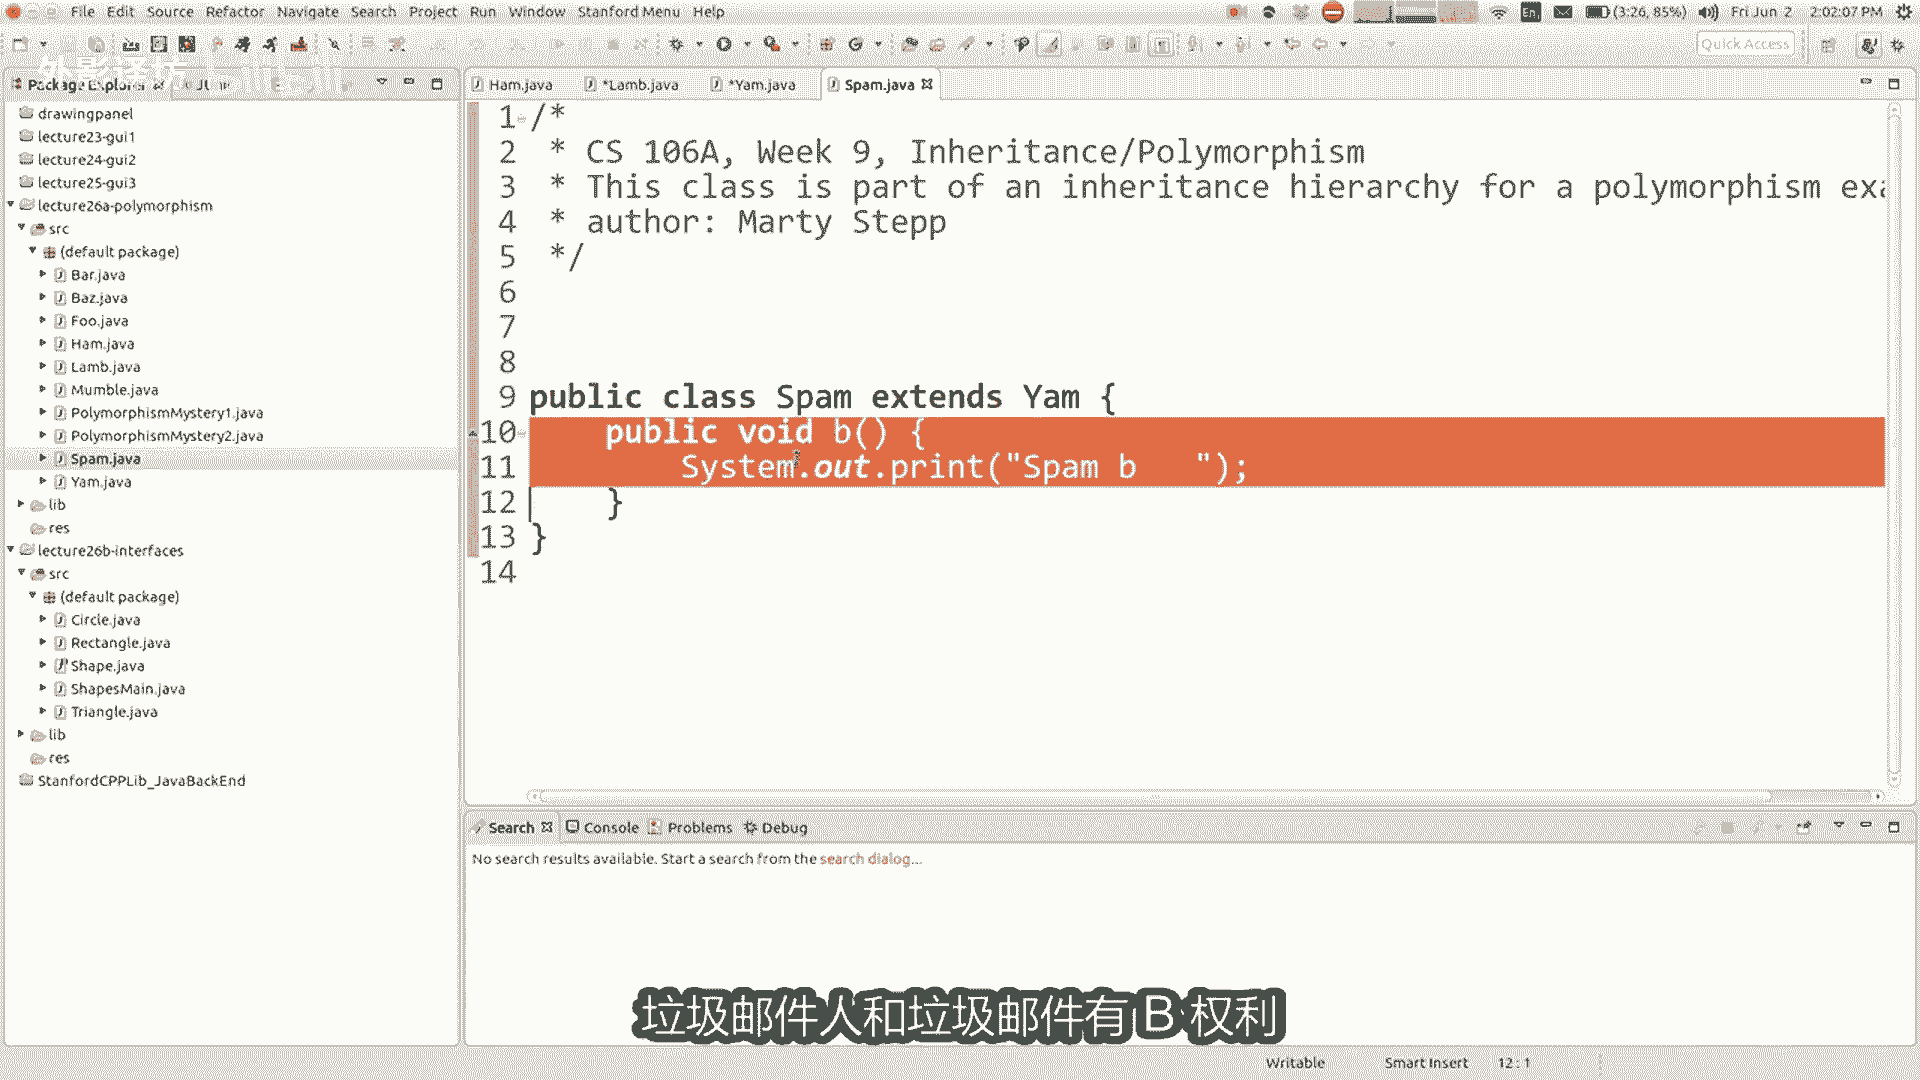 File Edit Source Refactor Navigate Search Project Run Window Stanford Menu Help
En
(3:26, 85%)
Fri Jun 2
2:02:07 PM
Quick Access
Package Explorer
Ham.java
*Lamb.java
*Yam.java
Spam.java
drawingpanel
lecture23-gui1
lecture24-gui2
lecture25-gui3
lecture26a-polymorphism
src
(default package)
Bar.java
Baz.java
Foo.java
Ham.java
Lamb.java
Mumble.java
PolymorphismMystery1.java
PolymorphismMystery2.java
Spam.java
Yam.java
lib
res
lecture26b-interfaces
src
(default package)
Circle.java
Rectangle.java
Shape.java
ShapesMain.java
Triangle.java
lib
res
StanfordCPPLib_JavaBackEnd
1 /*
2 * CS 106A, Week 9, Inheritance/Polymorphism
3 * This class is part of an inheritance hierarchy for a polymorphism exa
4 * author: Marty Stepp
5 */
6
7
8
9 public class Spam extends Yam {
10 public void b() {
11 System.out.print("Spam b   ");
12 }
13 }
14
Search
Console
Problems
Debug
No search results available. Start a search from the search dialog...
垃圾邮件人和垃圾邮件有 B 权利
Writable
Smart Insert
12 : 1